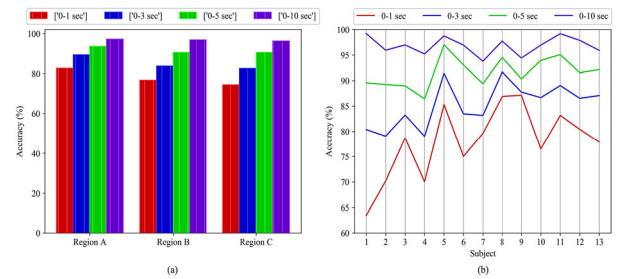 ['0-1 sec'] ['0-3 sec'] ['0-5 sec'] ['0-10 sec']
100
80
60
40
20
0
Accuracy (%)
Region A Region B Region C
(a)
0-1 sec 0-3 sec 0-5 sec 0-10 sec
100
95
90
85
80
75
70
65
60
Accuracy (%)
1 2 3 4 5 6 7 8 9 10 11 12 13
Subject
(b)